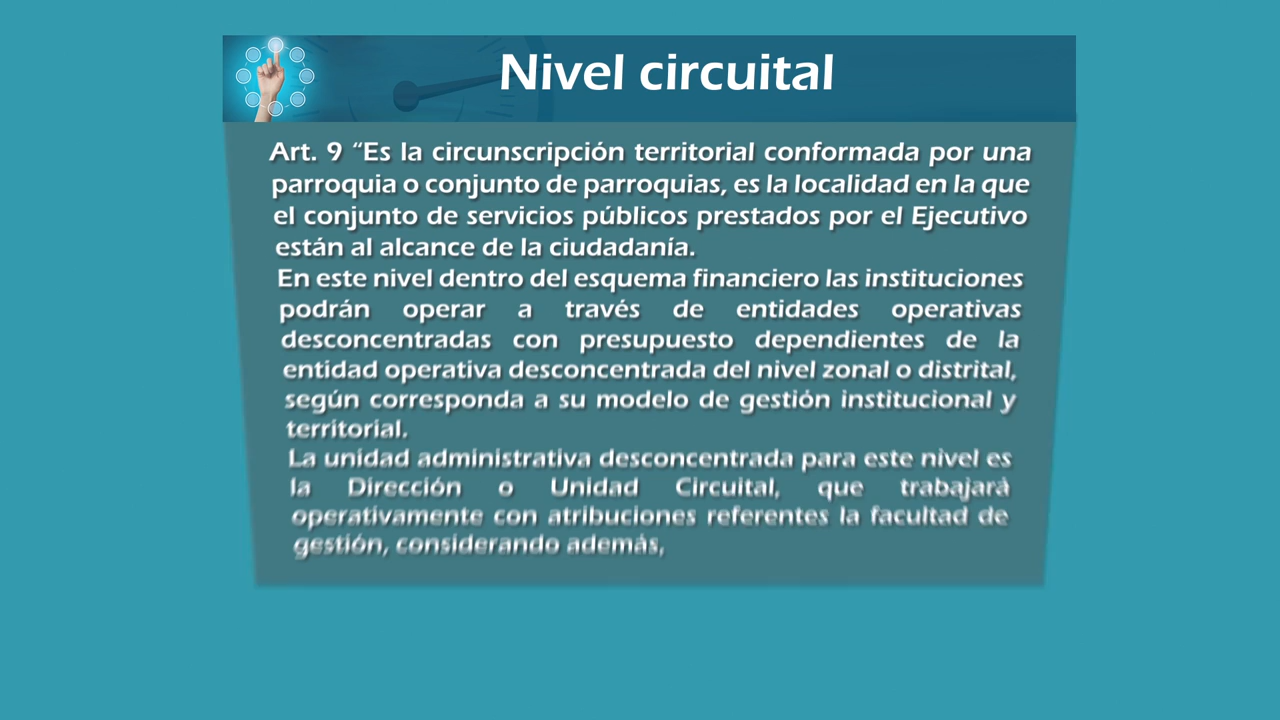 Nivel circuital
Art. 9 “Es la circunscripción territorial conformada por una
parroquia o conjunto de parroquias, es la localidad en la que
el conjunto de servicios públicos prestados por el Ejecutivo
están al alcance de la ciudadanía.
En este nivel dentro del esquema financiero las instituciones
podrán operar a través de entidades operativas
desconcentradas con presupuesto dependientes de la
entidad operativa desconcentrada del nivel zonal o distrital,
según corresponda a su modelo de gestión institucional y
territorial.
La unidad administrativa desconcentrada para este nivel es
la Dirección o Unidad Circuital, que trabajará
operativamente con atribuciones referentes la facultad de
gestión, considerando además,